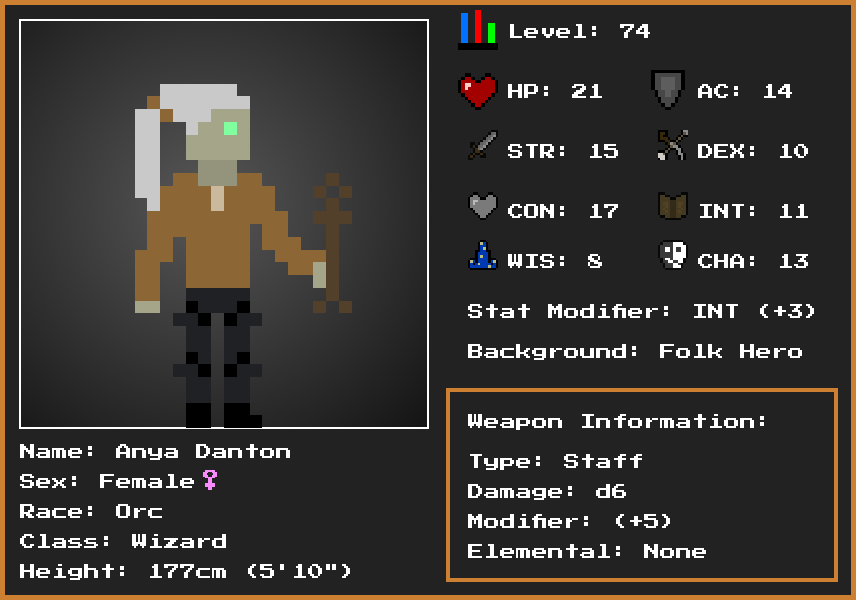 Level: 74
HP: 21
AC: 14
STR: 15
DEX: 10
CON: 17
INT: 11
WIS: 8
CHA: 13
Stat Modifier: INT (+3)
Background: Folk Hero
Weapon Information:
Type: Staff
Damage: d6
Modifier: (+5)
Elemental: None
Name: Anya Danton
Sex: Female♀
Race: Orc
Class: Wizard
Height: 177cm (5'10")